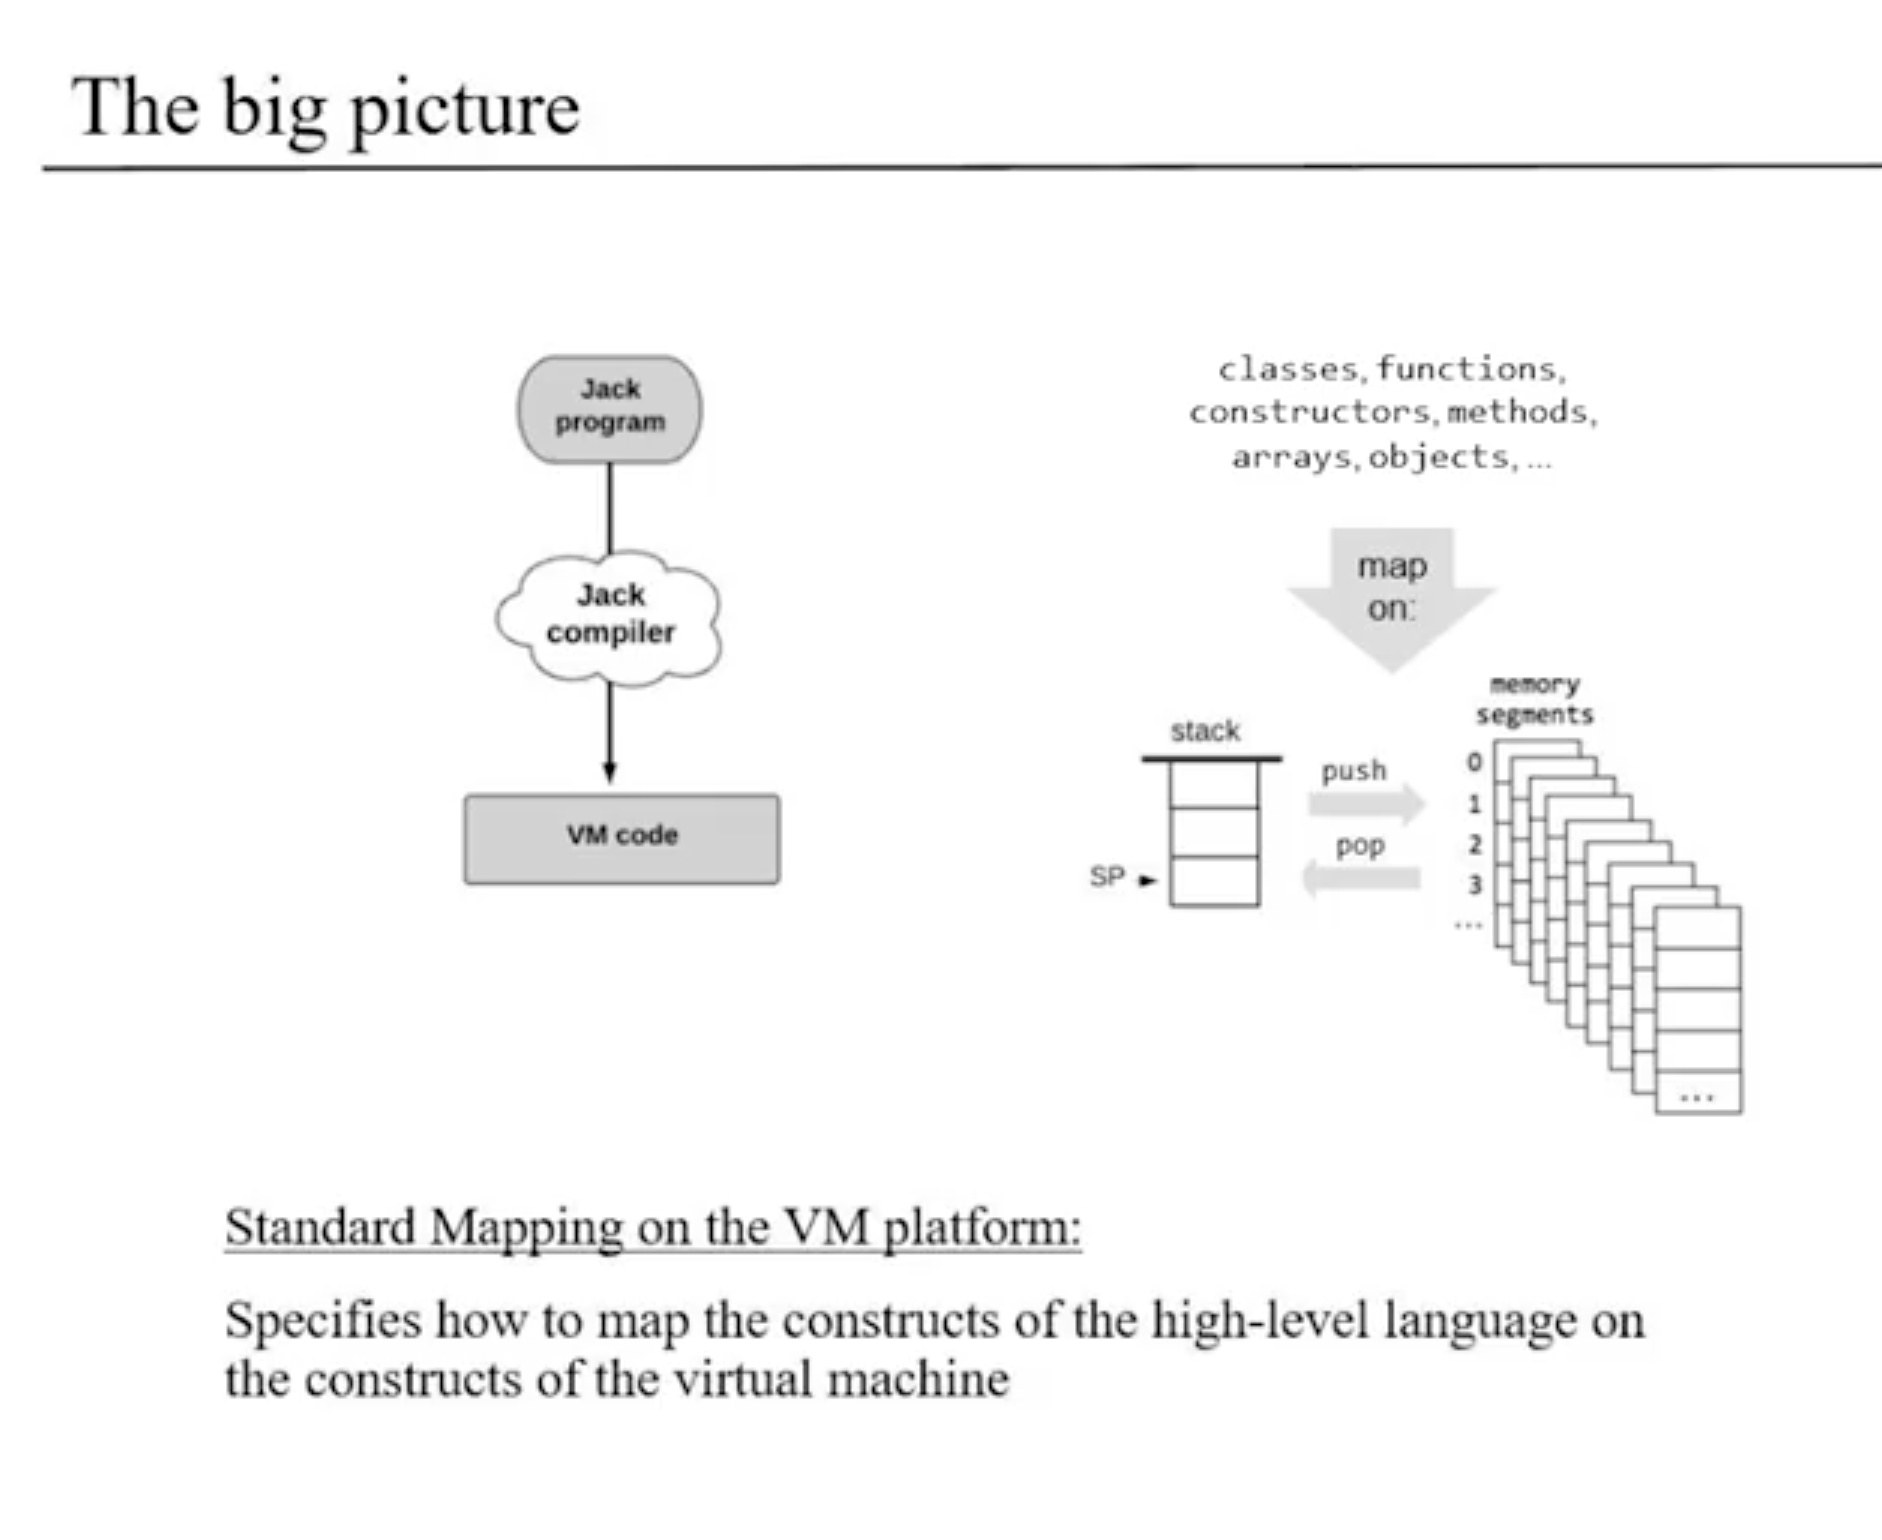 The big picture
Jack
program
Jack
compiler
VM code
classes, functions,
constructors, methods,
arrays, objects, ...
map
on:
memory
segments
stack
push
pop
SP
0
1
2
3
...
...
Standard Mapping on the VM platform:
Specifies how to map the constructs of the high-level language on
the constructs of the virtual machine